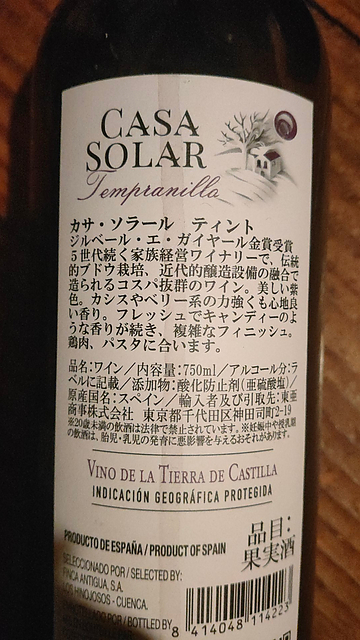 CASA
SOLAR
Tempranillo
カサ・ソラール ティント
ジルベール・エ・ガイヤール金賞受賞
5世代続く家族経営ワイナリーで、伝統
的ブドウ栽培、近代的醸造設備の融合で
造られるコスパ抜群のワイン。美しい紫
色。カシスやベリー系の力強くも心地良
い香り。フレッシュでキャンディーのよ
うな香りが続き、複雑なフィニッシュ。
鶏肉、パスタに合います。
品名:ワイン/内容量:750ml/アルコール分:ラ
ベルに記載/添加物:酸化防止剤(亜硫酸塩)/
原産国名:スペイン/輸入者及び引取先:東亜
商事株式会社 東京都千代田区神田司町2-19
※20歳未満の飲酒は法律で禁止されています。※妊娠中や授乳期
の飲酒は、胎児・乳児の発育に悪影響を与えるおそれがあります。
VINO DE LA TIERRA DE CASTILLA
INDICACIÓN GEOGRÁFICA PROTEGIDA
品目:
果実酒
PRODUCTO DE ESPAÑA / PRODUCT OF SPAIN
SELECCIONADO POR / SELECTED BY:
FINCA ANTIGUA, S.A.
LOS HINOJOSOS - CUENCA.
POR / BOTTLED BY
8 414048 114223